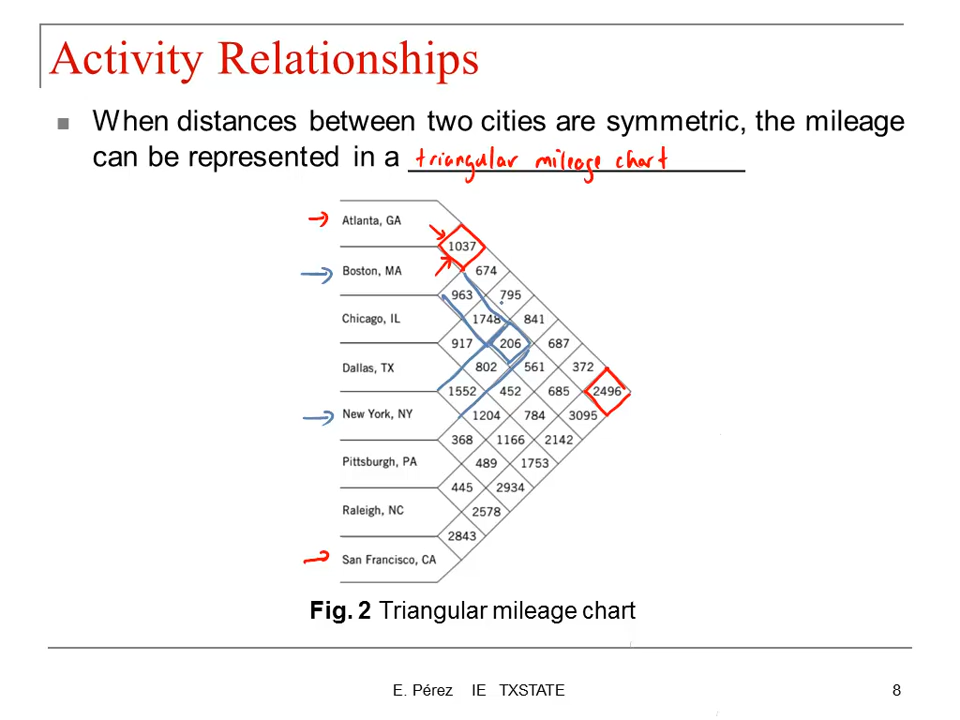 Activity Relationships
When distances between two cities are symmetric, the mileage
can be represented in a triangular mileage chart
Atlanta, GA
1037
Boston, MA 674
963 795
Chicago, IL 1748 841
917 206 687
Dallas, TX 802 561 372
1552 452 685 2496
New York, NY 1204 784 3095
368 1166 2142
Pittsburgh, PA 489 1753
445 2934
Raleigh, NC 2578
2843
San Francisco, CA
Fig. 2 Triangular mileage chart
E. Pérez IE TXSTATE 8